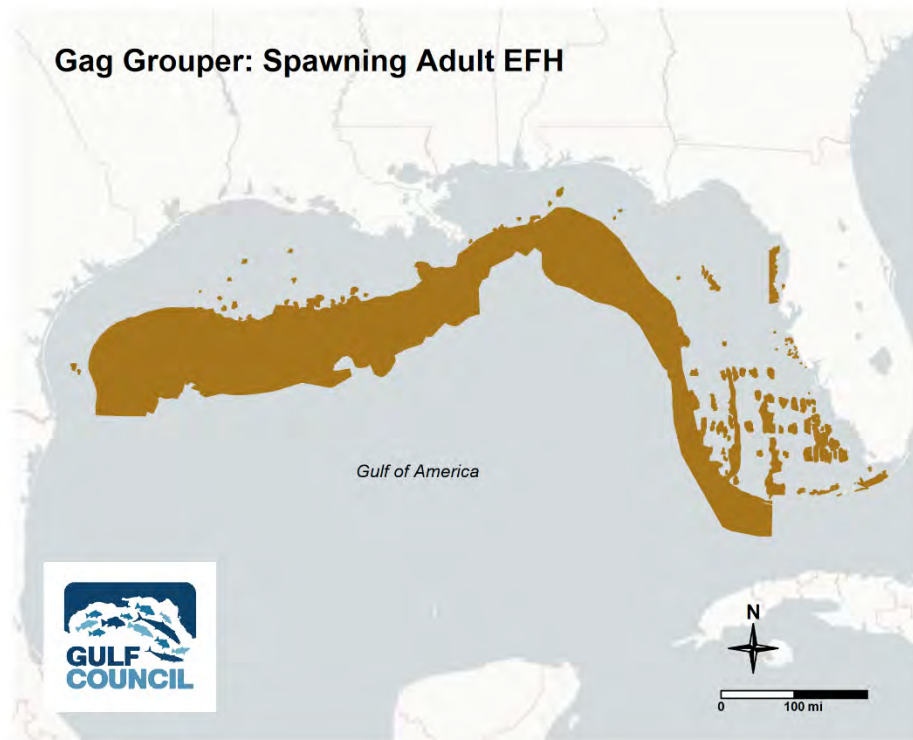 Gag Grouper: Spawning Adult EFH
Gulf of America
GULF
COUNCIL
N
0 100 mi